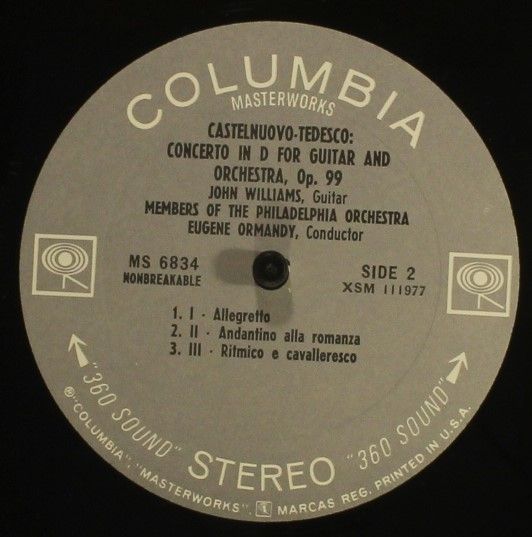 COLUMBIA
MASTERWORKS
CASTELNUOVO-TEDESCO:
CONCERTO IN D FOR GUITAR AND
ORCHESTRA, Op. 99
JOHN WILLIAMS, Guitar
MEMBERS OF THE PHILADELPHIA ORCHESTRA
EUGENE ORMANDY, Conductor
MS 6834
NONBREAKABLE
SIDE 2
XSM 111977
1. I - Allegretto
2. II - Andantino alla romanza
3. III - Ritmico e cavalleresco
"360 SOUND" STEREO "360 SOUND"
® "COLUMBIA", "MASTERWORKS", MARCAS REG. PRINTED IN U.S.A.